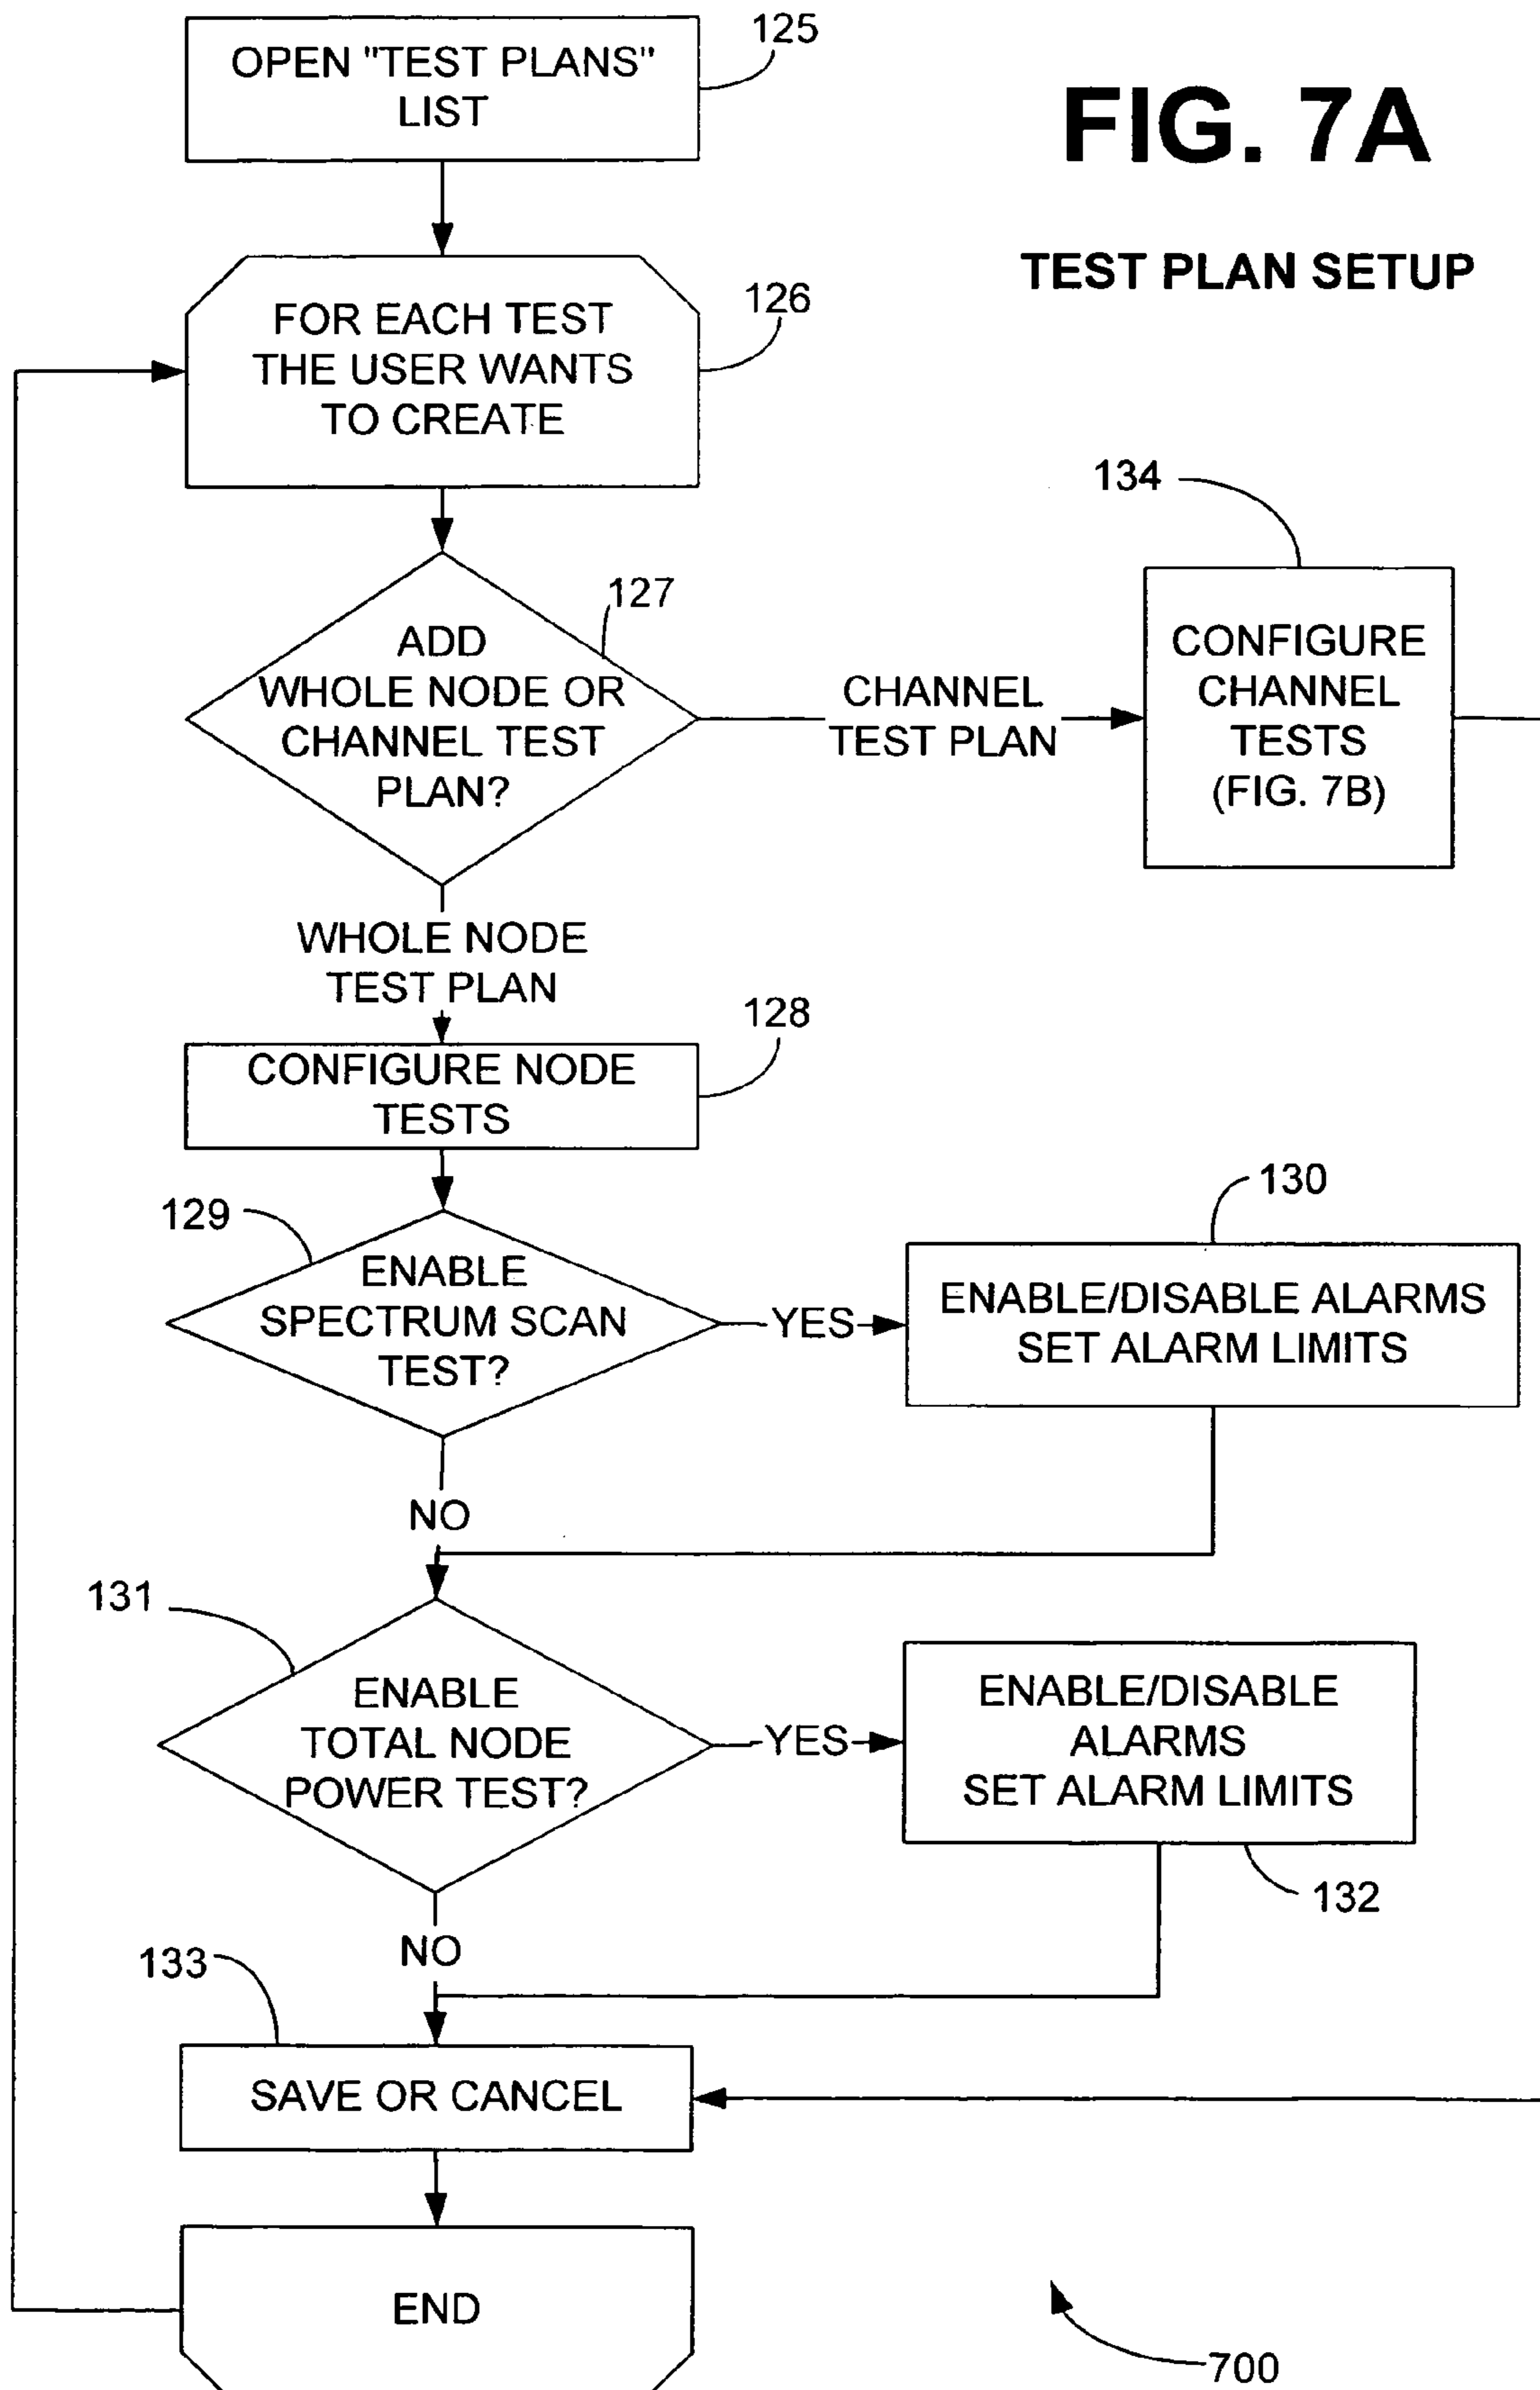 125
OPEN "TEST PLANS"
LIST
FIG. 7A
TEST PLAN SETUP
126
FOR EACH TEST
THE USER WANTS
TO CREATE
134
127
ADD
WHOLE NODE OR
CHANNEL TEST
PLAN?
CHANNEL
TEST PLAN
CONFIGURE
CHANNEL
TESTS
(FIG. 7B)
WHOLE NODE
TEST PLAN
128
CONFIGURE NODE
TESTS
129
130
ENABLE
SPECTRUM SCAN
TEST?
YES
ENABLE/DISABLE ALARMS
SET ALARM LIMITS
NO
131
ENABLE
TOTAL NODE
POWER TEST?
YES
ENABLE/DISABLE
ALARMS
SET ALARM LIMITS
132
NO
133
SAVE OR CANCEL
END
700